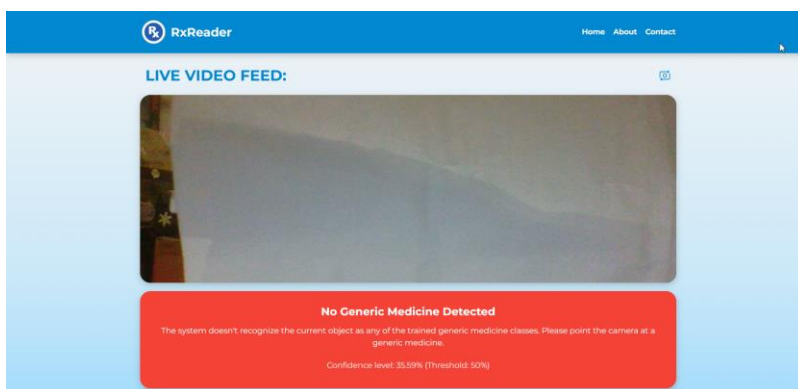 Rx RxReader
Home About Contact
LIVE VIDEO FEED:
No Generic Medicine Detected
The system doesn't recognize the current object as any of the trained generic medicine classes. Please point the camera at a
generic medicine.
Confidence level: 35.59% (Threshold: 50%)